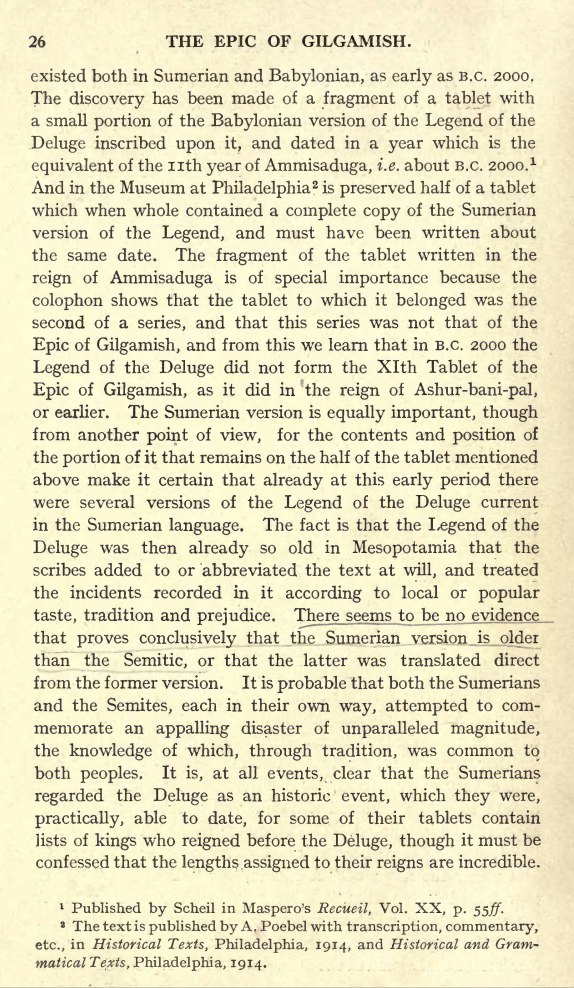 26 THE EPIC OF GILGAMISH.
existed both in Sumerian and Babylonian, as early as B.C. 2000.
The discovery has been made of a fragment of a tablet with
a small portion of the Babylonian version of the Legend of the
Deluge inscribed upon it, and dated in a year which is the
equivalent of the 11th year of Ammisaduga, i.e. about B.C. 2000.¹
And in the Museum at Philadelphia² is preserved half of a tablet
which when whole contained a complete copy of the Sumerian
version of the Legend, and must have been written about
the same date. The fragment of the tablet written in the
reign of Ammisaduga is of special importance because the
colophon shows that the tablet to which it belonged was the
second of a series, and that this series was not that of the
Epic of Gilgamish, and from this we learn that in B.C. 2000 the
Legend of the Deluge did not form the XIth Tablet of the
Epic of Gilgamish, as it did in the reign of Ashur-bani-pal,
or earlier. The Sumerian version is equally important, though
from another point of view, for the contents and position of
the portion of it that remains on the half of the tablet mentioned
above make it certain that already at this early period there
were several versions of the Legend of the Deluge current
in the Sumerian language. The fact is that the Legend of the
Deluge was then already so old in Mesopotamia that the
scribes added to or abbreviated the text at will, and treated
the incidents recorded in it according to local or popular
taste, tradition and prejudice. There seems to be no evidence
that proves conclusively that the Sumerian version is older
than the Semitic, or that the latter was translated direct
from the former version. It is probable that both the Sumerians
and the Semites, each in their own way, attempted to com-
memorate an appalling disaster of unparalleled magnitude,
the knowledge of which, through tradition, was common to
both peoples. It is, at all events, clear that the Sumerians
regarded the Deluge as an historic event, which they were,
practically, able to date, for some of their tablets contain
lists of kings who reigned before the Deluge, though it must be
confessed that the lengths assigned to their reigns are incredible.
¹ Published by Scheil in Maspero's Recueil, Vol. XX, p. 55ff.
² The text is published by A. Poebel with transcription, commentary,
etc., in Historical Texts, Philadelphia, 1914, and Historical and Gram-
matical Texts, Philadelphia, 1914.